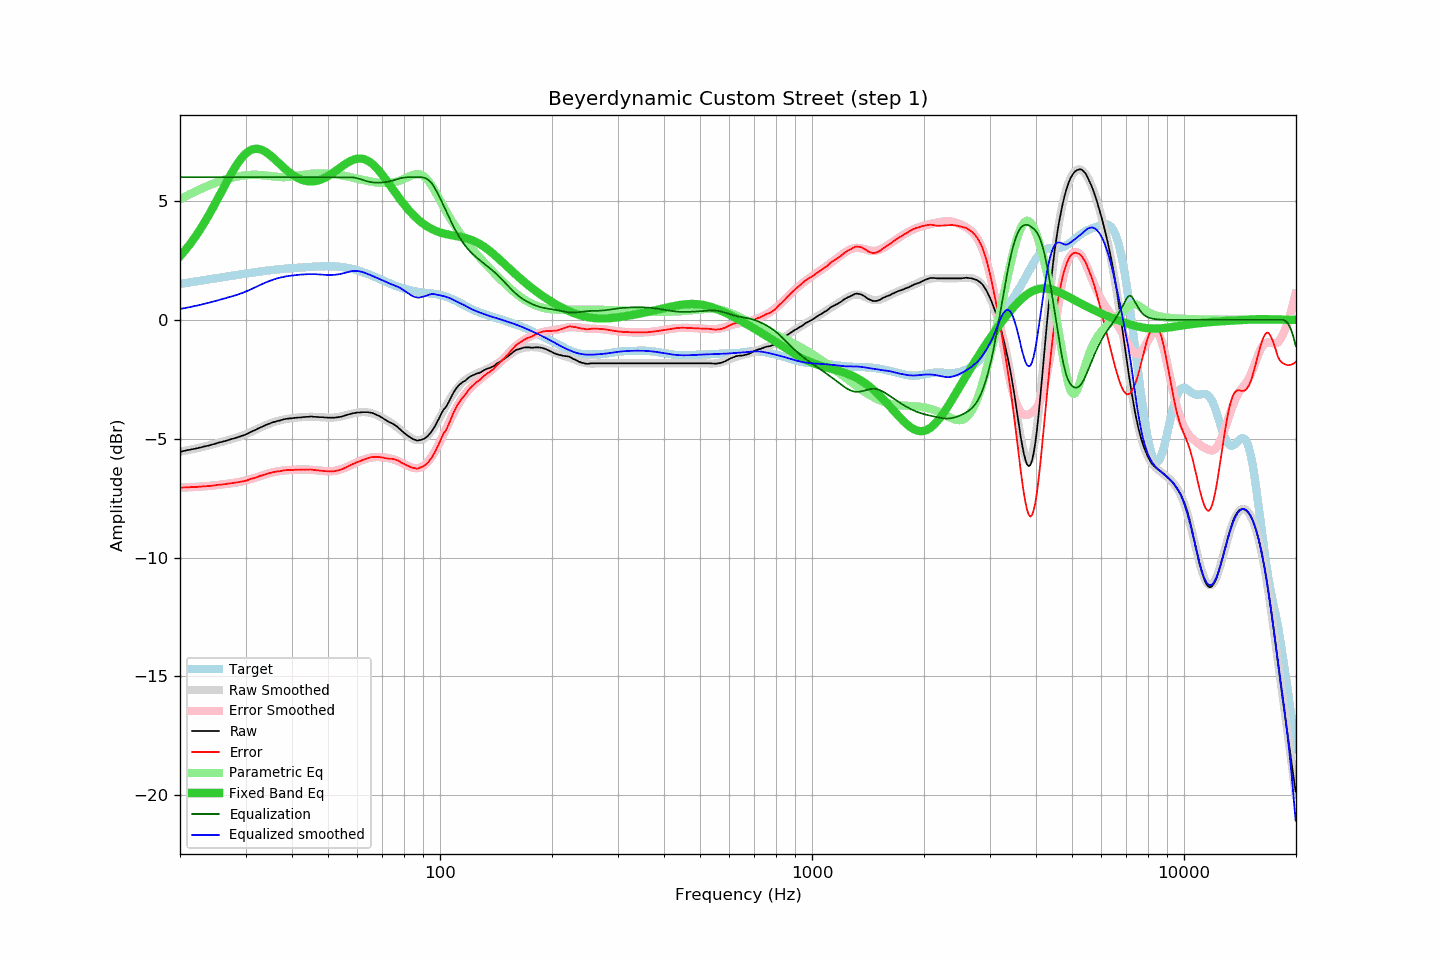 Beyerdynamic Custom Street (step 1)
Amplitude (dBr)
5
0
−5
−10
−15
−20
Target
Raw Smoothed
Error Smoothed
Raw
Error
Parametric Eq
Fixed Band Eq
Equalization
Equalized smoothed
100 1000 10000
Frequency (Hz)